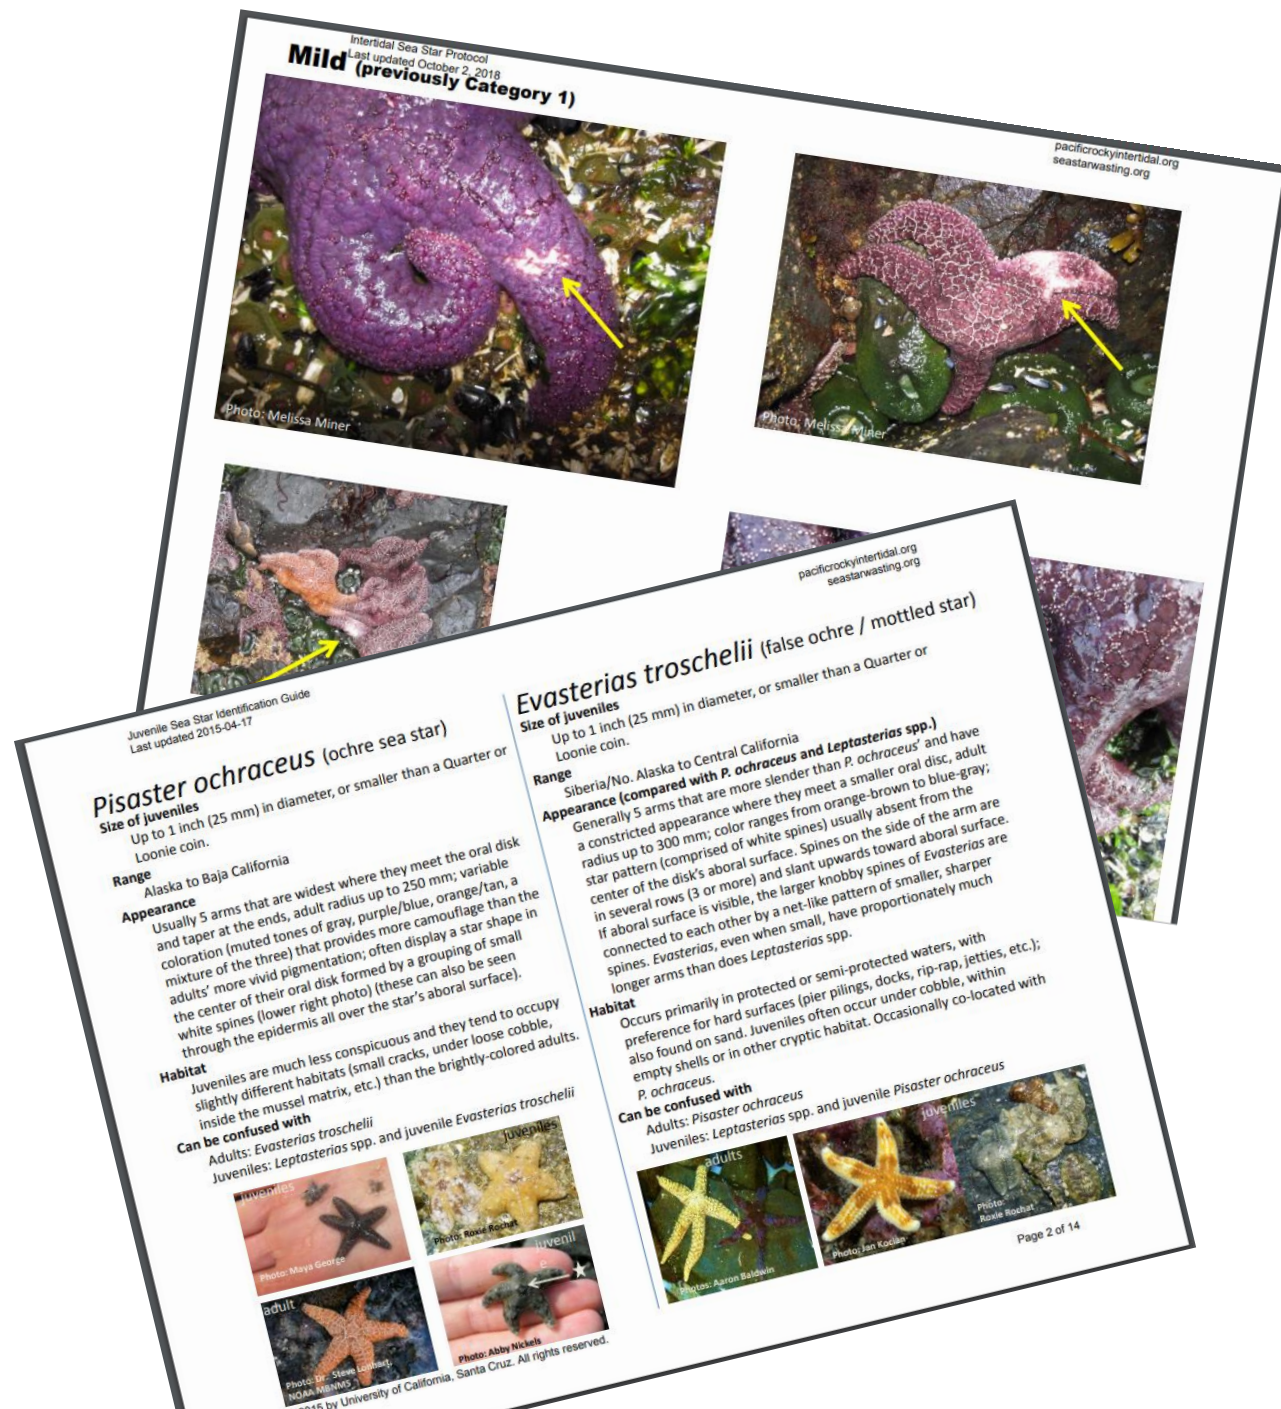 Intertidal Sea Star Protocol
Last updated October 2, 2018
Mild (previously Category 1)
pacificrockyintertidal.org
seastarwasting.org
Photo: Melissa Miner
Photo: Melissa Miner
pacificrockyintertidal.org
seastarwasting.org
Juvenile Sea Star Identification Guide
Last updated 2015-04-17
Pisaster ochraceus (ochre sea star)
Size of juveniles
Up to 1 inch (25 mm) in diameter, or smaller than a Quarter or
Loonie coin.
Range
Alaska to Baja California
Appearance
Usually 5 arms that are widest where they meet the oral disk
and taper at the ends, adult radius up to 250 mm; variable
coloration (muted tones of gray, purple/blue, orange/tan, a
mixture of the three) that provides more camouflage than the
adults' more vivid pigmentation; often display a star shape in
the center of their oral disk formed by a grouping of small
white spines (lower right photo) (these can also be seen
through the epidermis all over the star's aboral surface).
Habitat
Juveniles are much less conspicuous and they tend to occupy
slightly different habitats (small cracks, under loose cobble,
inside the mussel matrix, etc.) than the brightly-colored adults.
Can be confused with
Adults: Evasterias troschelii
Juveniles: Leptasterias spp. and juvenile Evasterias troschelii
juveniles
Photo: Maya George
juveniles
Photo: Roxie Rochat
adult
Photo: Dr. Steve Lonhart,
NOAA MBNMS
juvenil
e
Photo: Abby Nickels
2015 by University of California, Santa Cruz. All rights reserved.
Evasterias troschelii (false ochre / mottled star)
Size of juveniles
Up to 1 inch (25 mm) in diameter, or smaller than a Quarter or
Loonie coin.
Range
Siberia/No. Alaska to Central California
Appearance (compared with P. ochraceus and Leptasterias spp.)
Generally 5 arms that are more slender than P. ochraceus' and have
a constricted appearance where they meet a smaller oral disc, adult
radius up to 300 mm; color ranges from orange-brown to blue-gray;
star pattern (comprised of white spines) usually absent from the
center of the disk's aboral surface. Spines on the side of the arm are
in several rows (3 or more) and slant upwards toward aboral surface.
If aboral surface is visible, the larger knobby spines of Evasterias are
connected to each other by a net-like pattern of smaller, sharper
spines. Evasterias, even when small, have proportionately much
longer arms than does Leptasterias spp.
Habitat
Occurs primarily in protected or semi-protected waters, with
preference for hard surfaces (pier pilings, docks, rip-rap, jetties, etc.);
also found on sand. Juveniles often occur under cobble, within
empty shells or in other cryptic habitat. Occasionally co-located with
P. ochraceus.
Can be confused with
Adults: Pisaster ochraceus
Juveniles: Leptasterias spp. and juvenile Pisaster ochraceus
adults
Photos: Aaron Baldwin
Photo: Jan Kocian
juveniles
Photo:
Roxie Rochat
Page 2 of 14